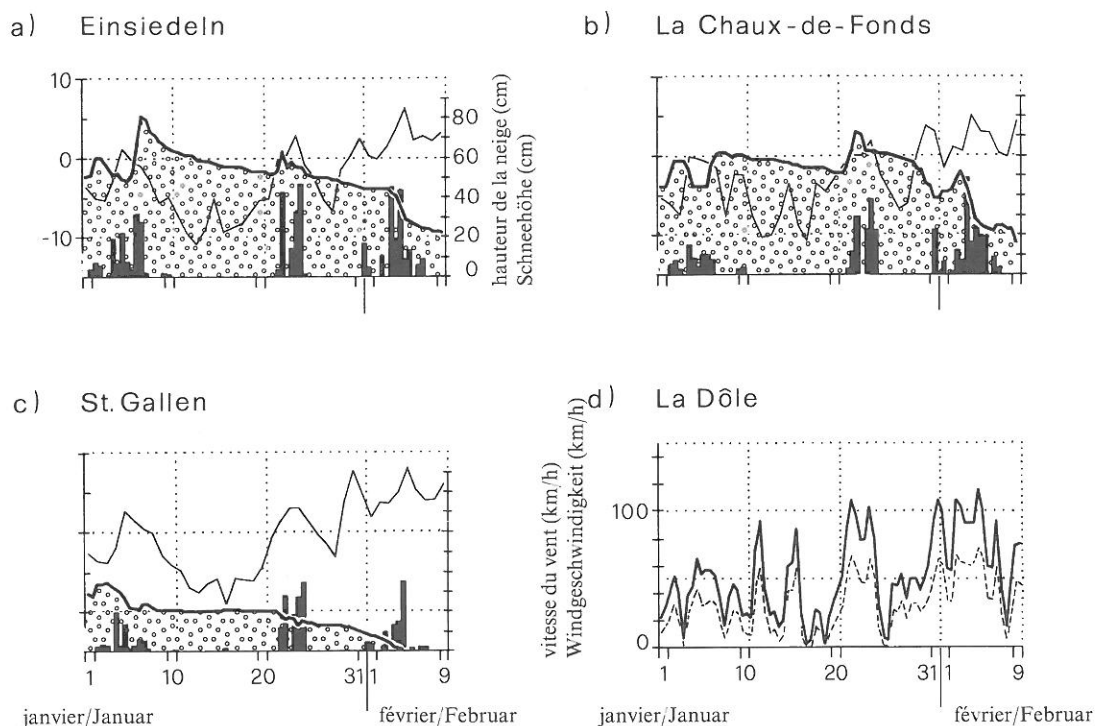 a) Einsiedeln
b) La Chaux-de-Fonds
10
0
-10
80
60
40
20
0
hauteur de la neige (cm)
Schneehöhe (cm)
c) St. Gallen
d) La Dôle
vitesse du vent (km/h)
Windgeschwindigkeit (km/h)
100
0
1 10 20 31 1 9
1 10 20 31 1 9
janvier/Januar février/Februar
janvier/Januar février/Februar